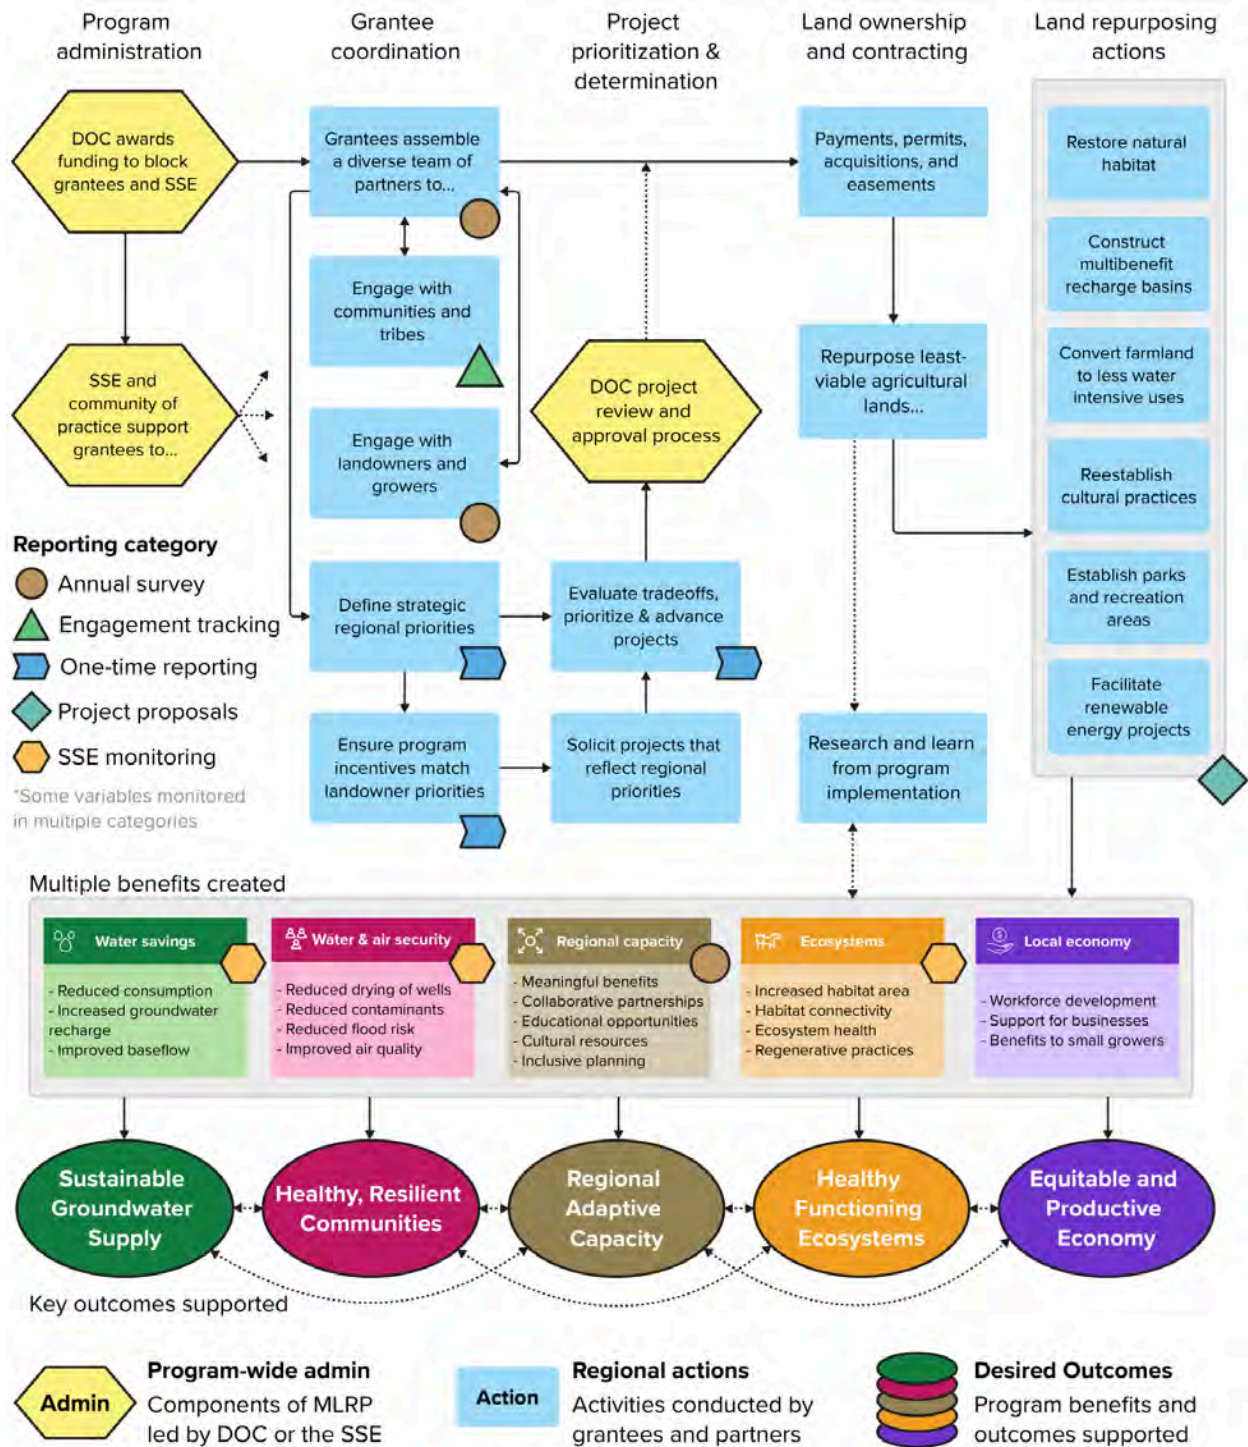 Program
administration
Grantee
coordination
Project
prioritization &
determination
Land ownership
and contracting
Land repurposing
actions
DOC awards
funding to block
grantees and SSE
Grantees assemble
a diverse team of
partners to...
Payments, permits,
acquisitions, and
easements
Restore natural
habitat
Construct
multibenefit
recharge basins
Engage with
communities and
tribes
SSE and
community of
practice support
grantees to...
DOC project
review and
approval process
Repurpose least-
viable agricultural
lands...
Convert farmland
to less water
intensive uses
Engage with
landowners and
growers
Reestablish
cultural practices
Reporting category
Annual survey
Engagement tracking
One-time reporting
Project proposals
SSE monitoring
*Some variables monitored
in multiple categories
Define strategic
regional priorities
Evaluate tradeoffs,
prioritize & advance
projects
Establish parks
and recreation
areas
Ensure program
incentives match
landowner priorities
Solicit projects that
reflect regional
priorities
Research and learn
from program
implementation
Facilitate
renewable
energy projects
Multiple benefits created
Water savings
- Reduced consumption
- Increased groundwater
recharge
- Improved baseflow
Water & air security
- Reduced drying of wells
- Reduced contaminants
- Reduced flood risk
- Improved air quality
Regional capacity
- Meaningful benefits
- Collaborative partnerships
- Educational opportunities
- Cultural resources
- Inclusive planning
Ecosystems
- Increased habitat area
- Habitat connectivity
- Ecosystem health
- Regenerative practices
$
Local economy
- Workforce development
- Support for businesses
- Benefits to small growers
Sustainable
Groundwater
Supply
Healthy, Resilient
Communities
Regional
Adaptive
Capacity
Healthy
Functioning
Ecosystems
Equitable and
Productive
Economy
Key outcomes supported
Admin
Program-wide admin
Components of MLRP
led by DOC or the SSE
Action
Regional actions
Activities conducted by
grantees and partners
Desired Outcomes
Program benefits and
outcomes supported